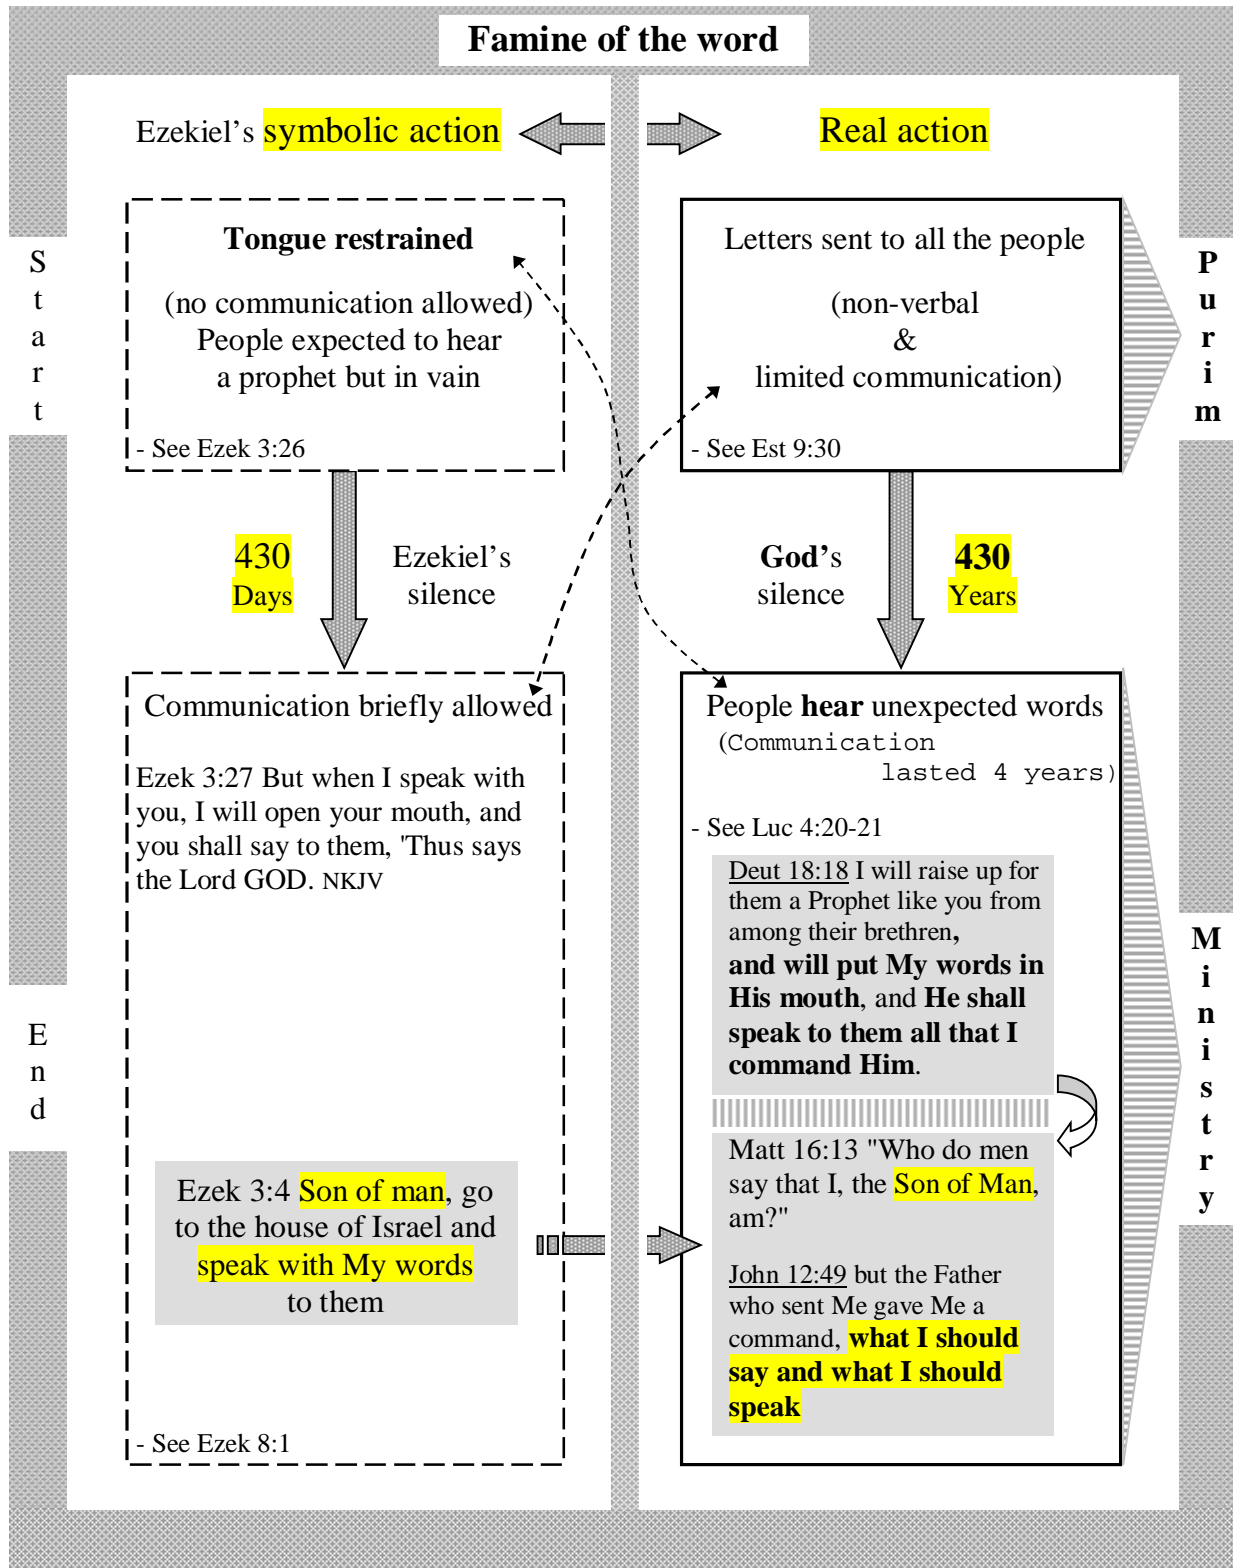 Famine of the word
Ezekiel’s symbolic action
Real action
Start
Tongue restrained
(no communication allowed)
People expected to hear
a prophet but in vain
- See Ezek 3:26
Letters sent to all the people
(non-verbal
&
limited communication)
- See Est 9:30
Purim
430
Days
Ezekiel’s
silence
God’s
silence
430
Years
End
Communication briefly allowed
Ezek 3:27 But when I speak with
you, I will open your mouth, and
you shall say to them, 'Thus says
the Lord GOD. NKJV
Ezek 3:4 Son of man, go
to the house of Israel and
speak with My words
to them
- See Ezek 8:1
People hear unexpected words
(Communication
lasted 4 years)
- See Luc 4:20-21
Deut 18:18 I will raise up for
them a Prophet like you from
among their brethren,
and will put My words in
His mouth, and He shall
speak to them all that I
command Him.
Matt 16:13 "Who do men
say that I, the Son of Man,
am?"
John 12:49 but the Father
who sent Me gave Me a
command, what I should
say and what I should
speak
Ministry